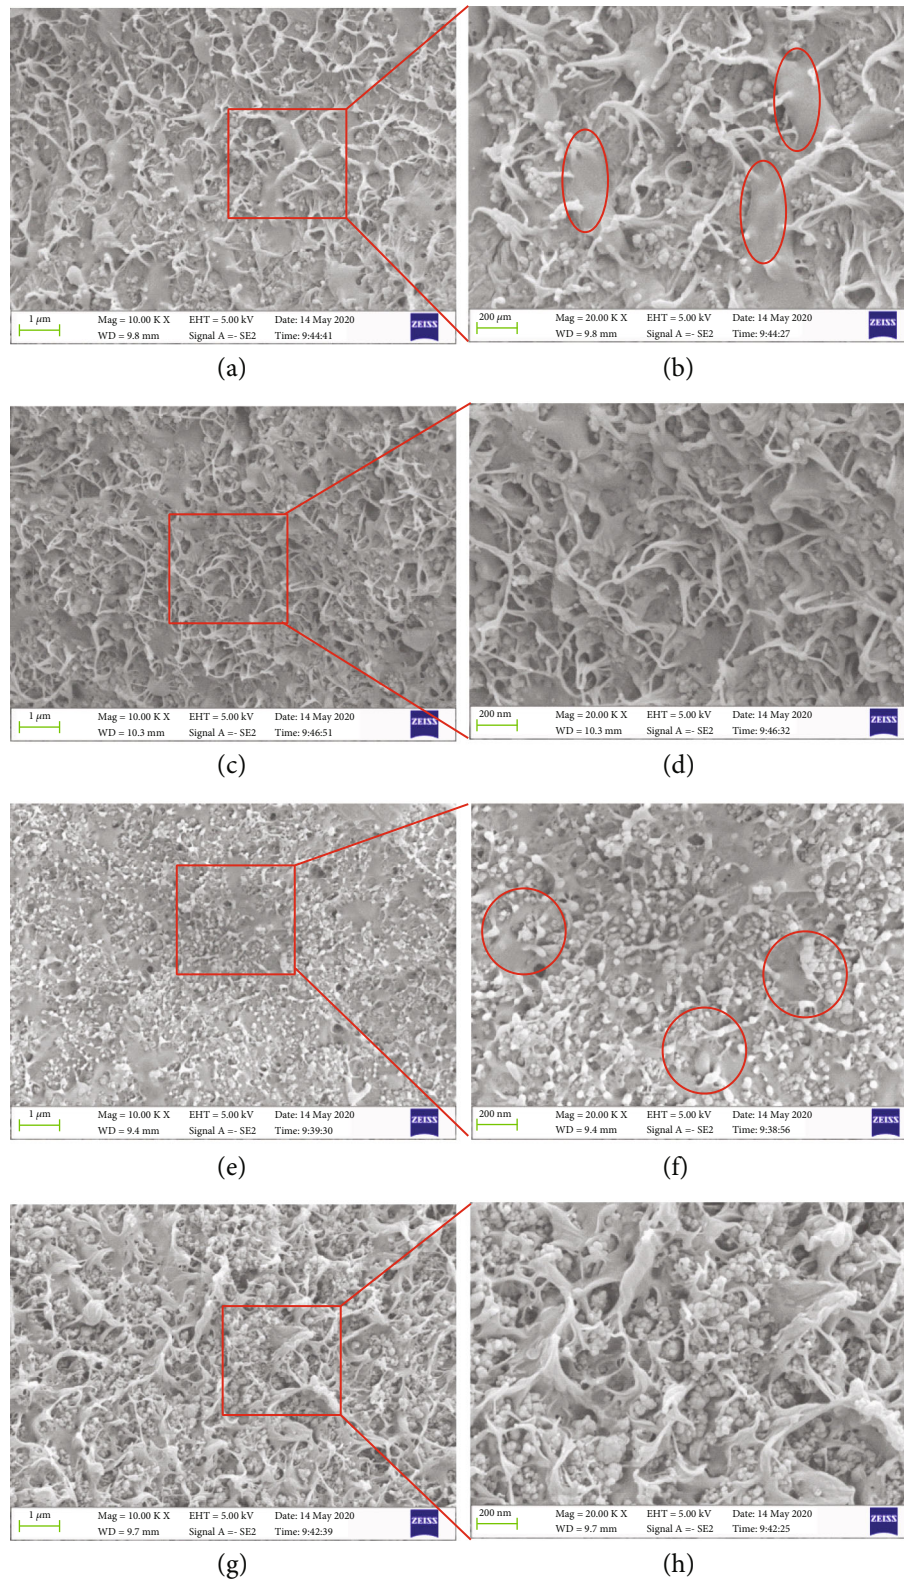 1 μm Mag = 10.00 K X EHT = 5.00 kV Date: 14 May 2020 ZEISS
WD = 9.8 mm Signal A =- SE2 Time: 9:44:41
(a)
200 μm Mag = 20.00 K X EHT = 5.00 kV Date: 14 May 2020 ZEISS
WD = 9.8 mm Signal A =- SE2 Time: 9:44:27
(b)
1 μm Mag = 10.00 K X EHT = 5.00 kV Date: 14 May 2020 ZEISS
WD = 10.3 mm Signal A =- SE2 Time: 9:46:51
(c)
200 nm Mag = 20.00 K X EHT = 5.00 kV Date: 14 May 2020 ZEISS
WD = 10.3 mm Signal A =- SE2 Time: 9:46:32
(d)
1 μm Mag = 10.00 K X EHT = 5.00 kV Date: 14 May 2020 ZEISS
WD = 9.4 mm Signal A =- SE2 Time: 9:39:30
(e)
200 nm Mag = 20.00 K X EHT = 5.00 kV Date: 14 May 2020 ZEISS
WD = 9.4 mm Signal A =- SE2 Time: 9:38:56
(f)
1 μm Mag = 10.00 K X EHT = 5.00 kV Date: 14 May 2020 ZEISS
WD = 9.7 mm Signal A =- SE2 Time: 9:42:39
(g)
200 nm Mag = 20.00 K X EHT = 5.00 kV Date: 14 May 2020 ZEISS
WD = 9.7 mm Signal A =- SE2 Time: 9:42:25
(h)